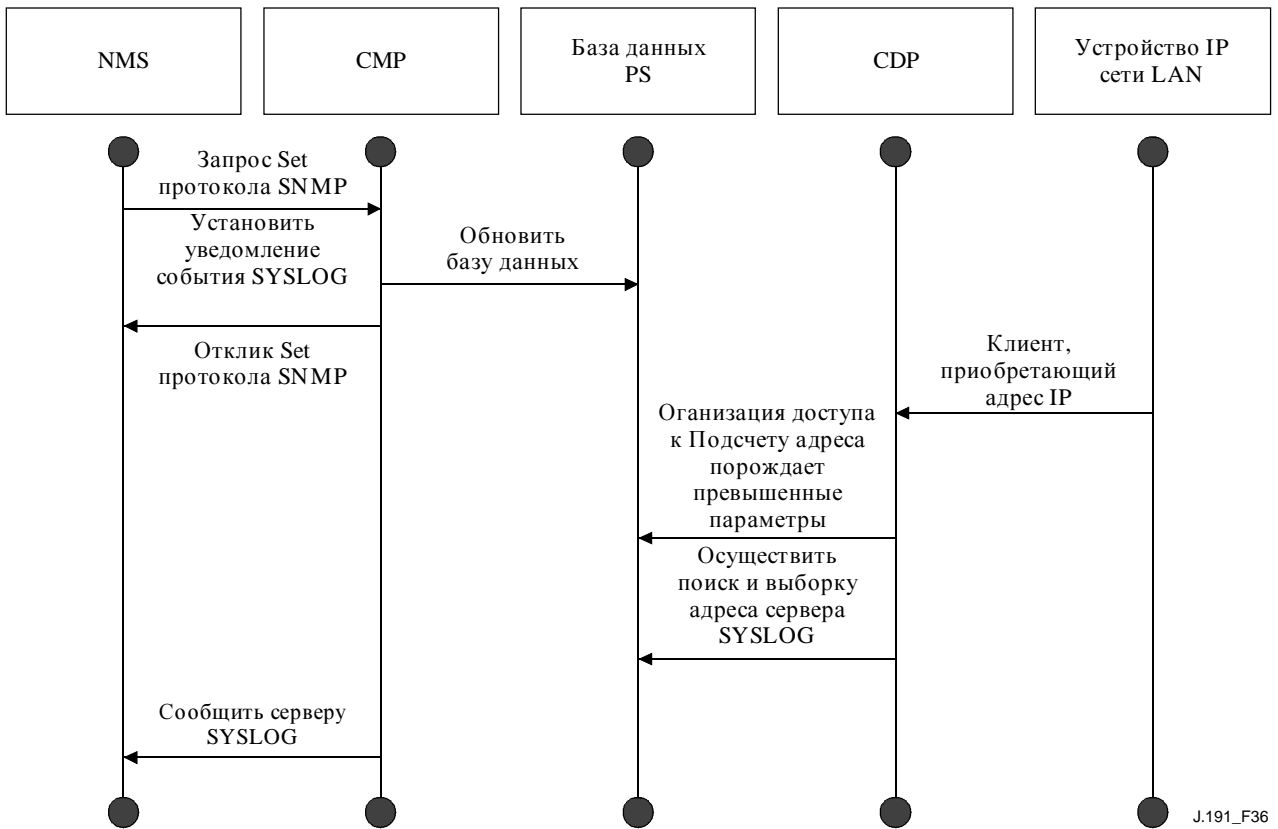 NMS
CMP
База данных
PS
CDP
Устройство IP
сети LAN
Запрос Set
протокола SNMP
Установить
уведомление
события SYSLOG
Обновить
базу данных
Отклик Set
протокола SNMP
Клиент,
приобретающий
адрес IP
Оганизация доступа
к Подсчету адреса
порождает
превышенные
параметры
Осуществить
поиск и выборку
адреса сервера
SYSLOG
Сообщить серверу
SYSLOG
J.191_F36